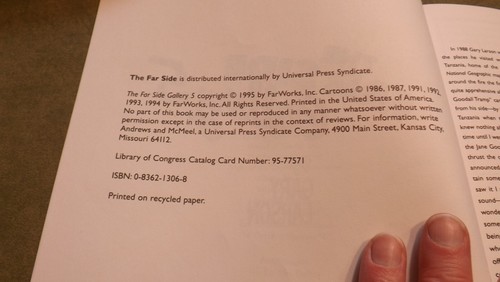 The Far Side is distributed internationally by Universal Press Syndicate.
The Far Side Gallery 5 copyright © 1995 by FarWorks, Inc. Cartoons © 1986, 1987, 1991, 1992,
1993, 1994 by FarWorks, Inc. All Rights Reserved. Printed in the United States of America.
No part of this book may be used or reproduced in any manner whatsoever without written
permission except in the case of reprints in the context of reviews. For information, write
Andrews and McMeel, a Universal Press Syndicate Company, 4900 Main Street, Kansas City,
Missouri 64112.
Library of Congress Catalog Card Number: 95-77571
ISBN: 0-8362-1306-8
Printed on recycled paper.
In 1988 Gary Larson
the places he visited
Tanzania, home of the
National Geographic
around the fire the
quite apprehensive
Goodall Tramp"
from his side—by
Tanzania when
knew nothing
time until I
the Jane Goo
thrust the
announced
tain some
saw it I
sound—
wonde
some
bein
whe
off